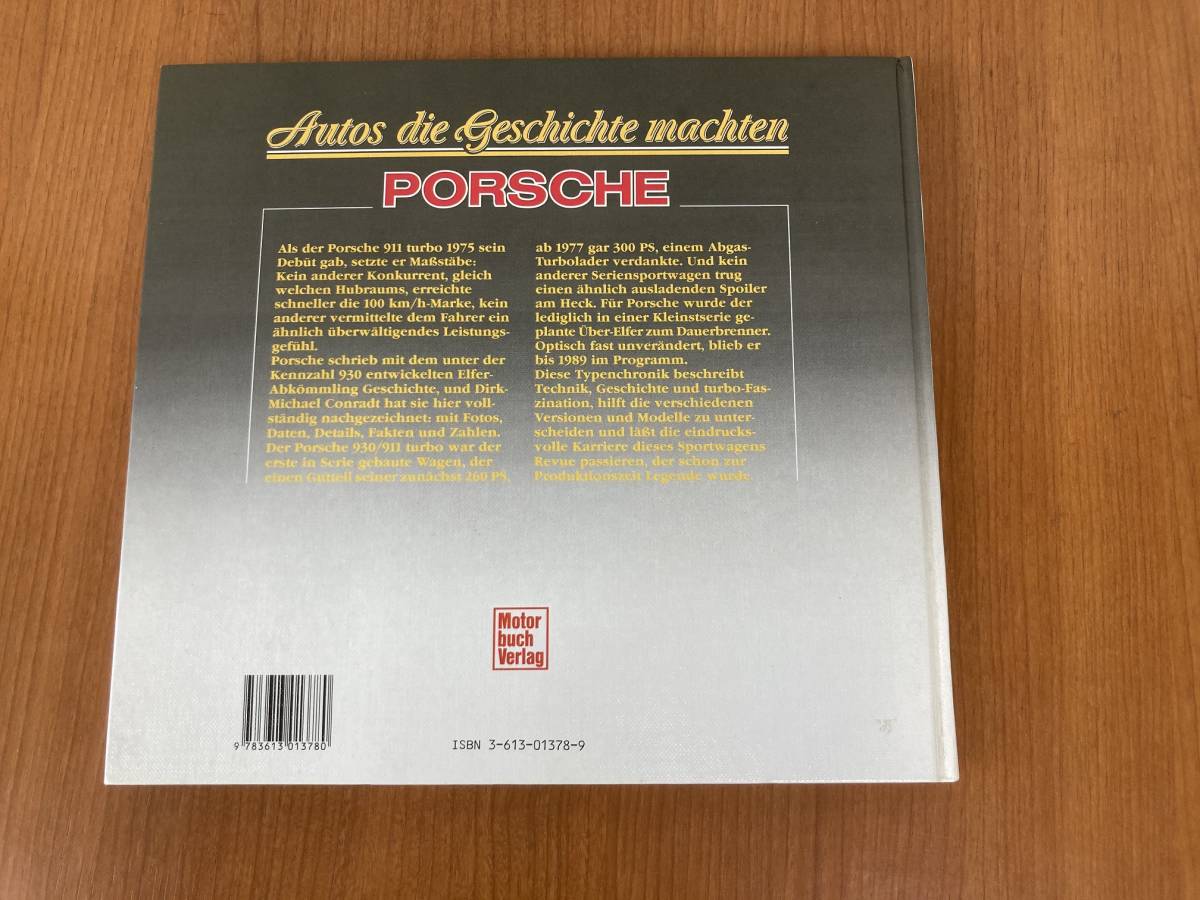 Autos die Geschichte machten
PORSCHE
Als der Porsche 911 turbo 1975 sein
Debüt gab, setzte er Maßstäbe:
Kein anderer Konkurrent, gleich
welchen Hubraums, erreichte
schneller die 100 km/h-Marke, kein
anderer vermittelte dem Fahrer ein
ähnlich überwältigendes Leistungs-
gefühl.
Porsche schrieb mit dem unter der
Kennzahl 930 entwickelten Elfer-
Abkömmling Geschichte, und Dirk-
Michael Conradt hat sie hier voll-
ständig nachgezeichnet: mit Fotos,
Daten, Details, Fakten und Zahlen.
Der Porsche 930/911 turbo war der
erste in Serie gebaute Wagen, der
einen Gutteil seiner zunächst 260 PS,
ab 1977 gar 300 PS, einem Abgas-
Turbolader verdankte. Und kein
anderer Seriensportwagen trug
einen ähnlich ausladenden Spoiler
am Heck. Für Porsche wurde der
lediglich in einer Kleinstserie ge-
plante Über-Elfer zum Dauerbrenner.
Optisch fast unverändert, blieb er
bis 1989 im Programm.
Diese Typenchronik beschreibt
Technik, Geschichte und turbo-Fas-
zination, hilft die verschiedenen
Versionen und Modelle zu unter-
scheiden und läßt die eindrucks-
volle Karriere dieses Sportwagens
Revue passieren, der schon zur
Produktionszeit Legende wurde.
Motor
buch
Verlag
9 783613 013780
ISBN 3-613-01378-9